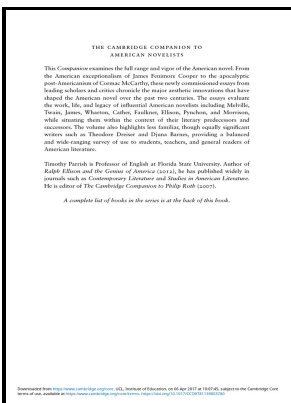 THE CAMBRIDGE COMPANION TO
AMERICAN NOVELISTS
This Companion examines the full range and vigor of the American novel. From
the American exceptionalism of James Fenimore Cooper to the apocalyptic
post-Americanism of Cormac McCarthy, these newly commissioned essays from
leading scholars and critics chronicle the major aesthetic innovations that have
shaped the American novel over the past two centuries. The essays evaluate
the work, life, and legacy of influential American novelists including Melville,
Twain, James, Wharton, Cather, Faulkner, Ellison, Pynchon, and Morrison,
while situating them within the context of their literary predecessors and
successors. The volume also highlights less familiar, though equally significant
writers such as Theodore Dreiser and Djuna Barnes, providing a balanced
and wide-ranging survey of use to students, teachers, and general readers of
American literature.
Timothy Parrish is Professor of English at Florida State University. Author of
Ralph Ellison and the Genius of America (2012), he has published widely in
journals such as Contemporary Literature and Studies in American Literature.
He is editor of The Cambridge Companion to Philip Roth (2007).
A complete list of books in the series is at the back of this book.
Downloaded from https://www.cambridge.org/core. UCL, Institute of Education, on 06 Apr 2017 at 10:07:45, subject to the Cambridge Core
terms of use, available at https://www.cambridge.org/core/terms.